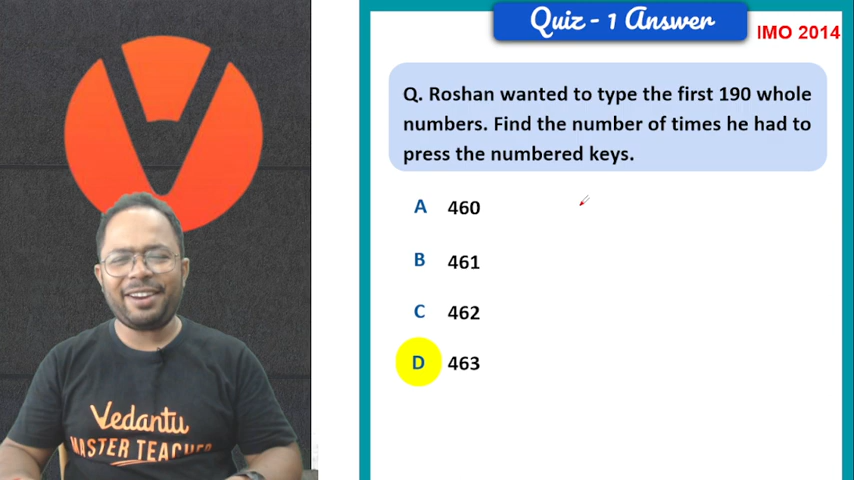 Quiz - 1 Answer
IMO 2014
Q. Roshan wanted to type the first 190 whole
numbers. Find the number of times he had to
press the numbered keys.
A 460
B 461
C 462
D 463
Vedantu
MASTER TEACHER